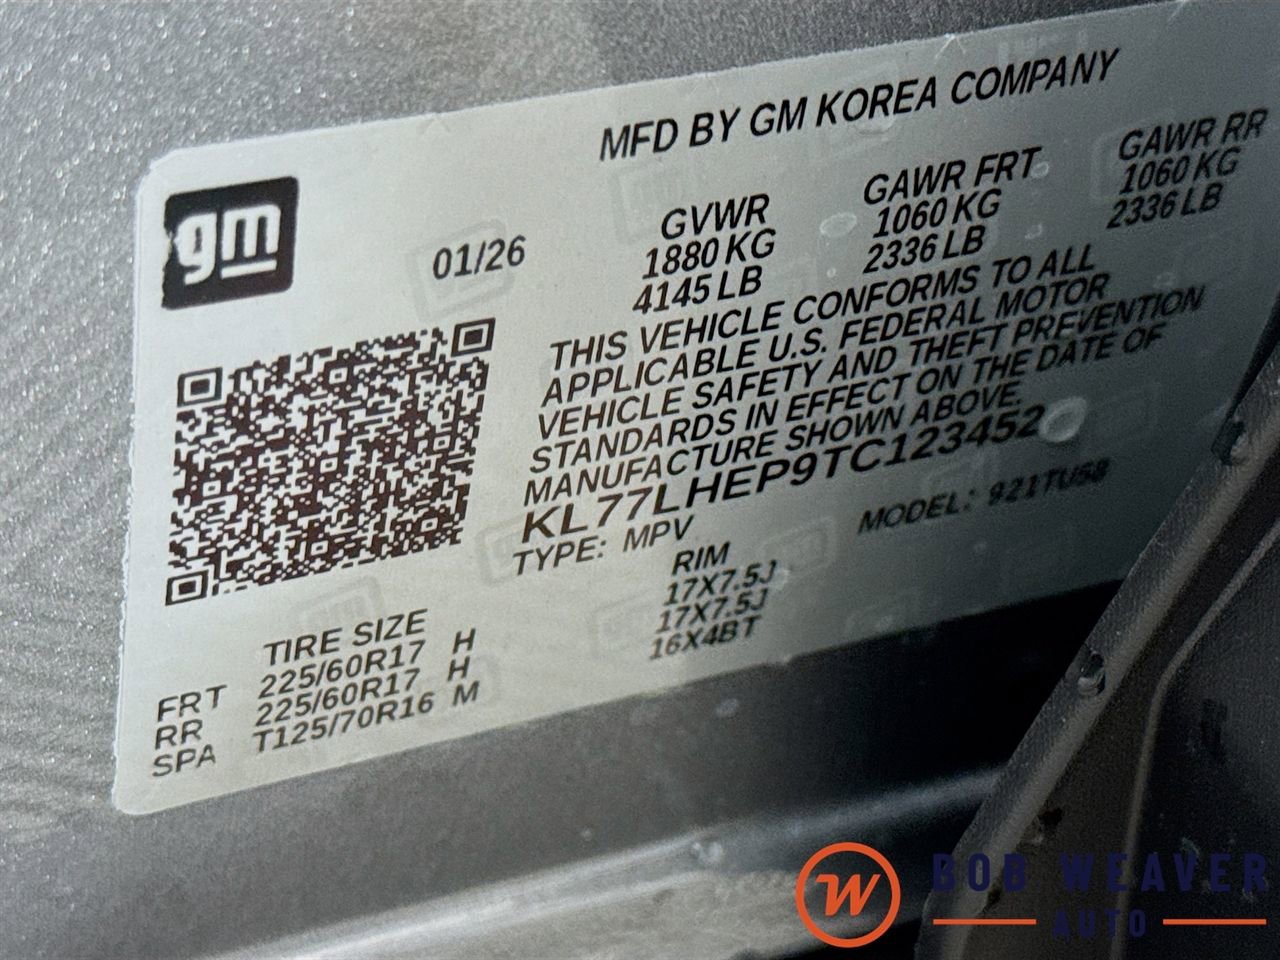 MFD BY GM KOREA COMPANY
gm
01/26
GVWR
1880 KG
4145 LB
GAWR FRT
1060 KG
2336 LB
GAWR RR
1060 KG
2336 LB
THIS VEHICLE CONFORMS TO ALL
APPLICABLE U.S. FEDERAL MOTOR
VEHICLE SAFETY AND THEFT PREVENTION
STANDARDS IN EFFECT ON THE DATE OF
MANUFACTURE SHOWN ABOVE.
KL77LHEP9TC123452
TYPE: MPV
MODEL: 921TU58
TIRE SIZE
RIM
FRT 225/60R17 H 17X7.5J
RR 225/60R17 H 17X7.5J
SPA T125/70R16 M 16X4BT
W
BOB WEAVER
AUTO